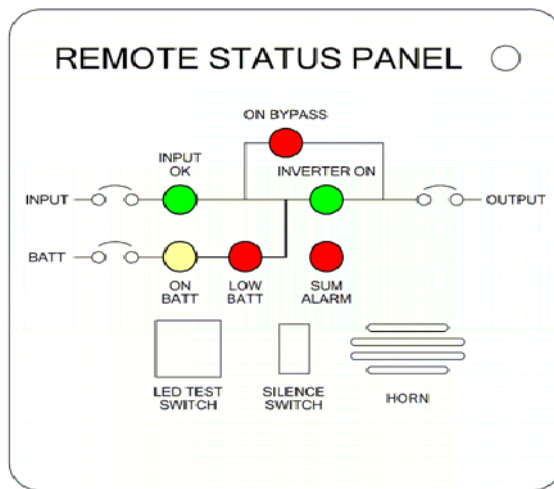 REMOTE STATUS PANEL
ON BYPASS
INPUT
OK
INVERTER ON
INPUT
OUTPUT
BATT
ON
BATT
LOW
BATT
SUM
ALARM
LED TEST
SWITCH
SILENCE
SWITCH
HORN